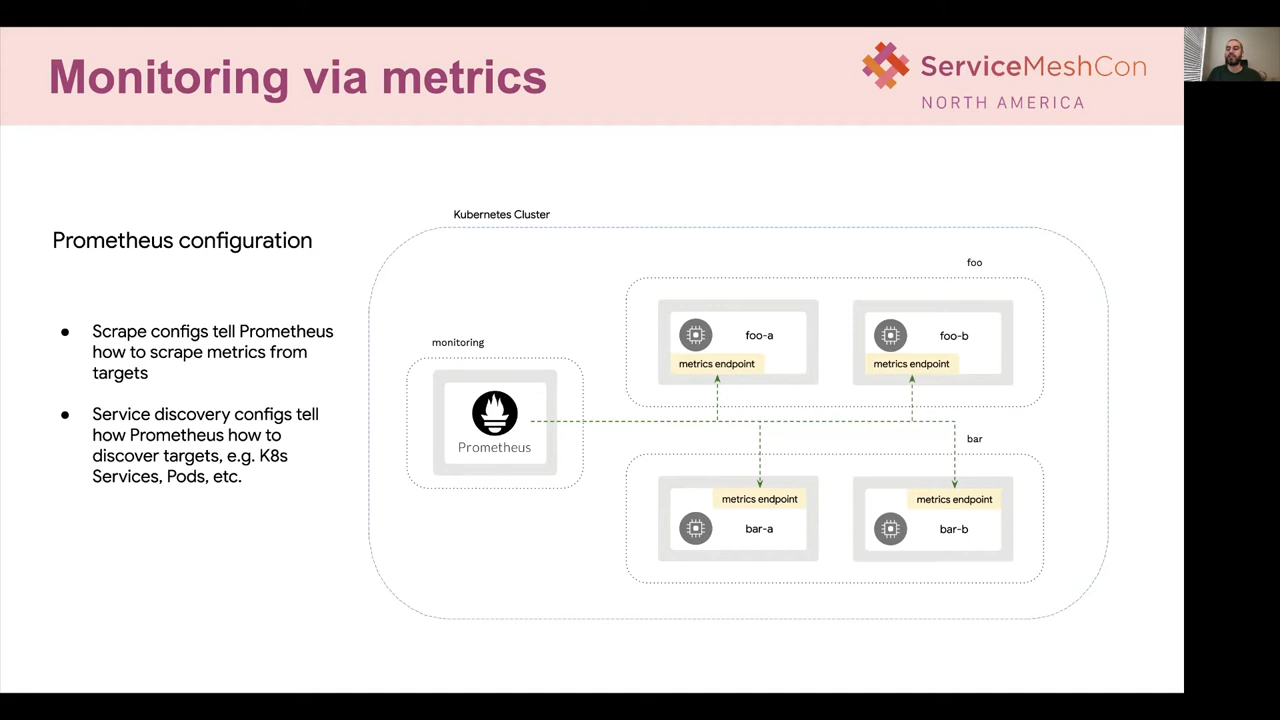 Monitoring via metrics
ServiceMeshCon
NORTH AMERICA
Prometheus configuration
● Scrape configs tell Prometheus
how to scrape metrics from
targets
● Service discovery configs tell
how Prometheus how to
discover targets, e.g. K8s
Services, Pods, etc.
Kubernetes Cluster
monitoring
Prometheus
foo
foo-a
metrics endpoint
foo-b
metrics endpoint
bar
metrics endpoint
bar-a
metrics endpoint
bar-b